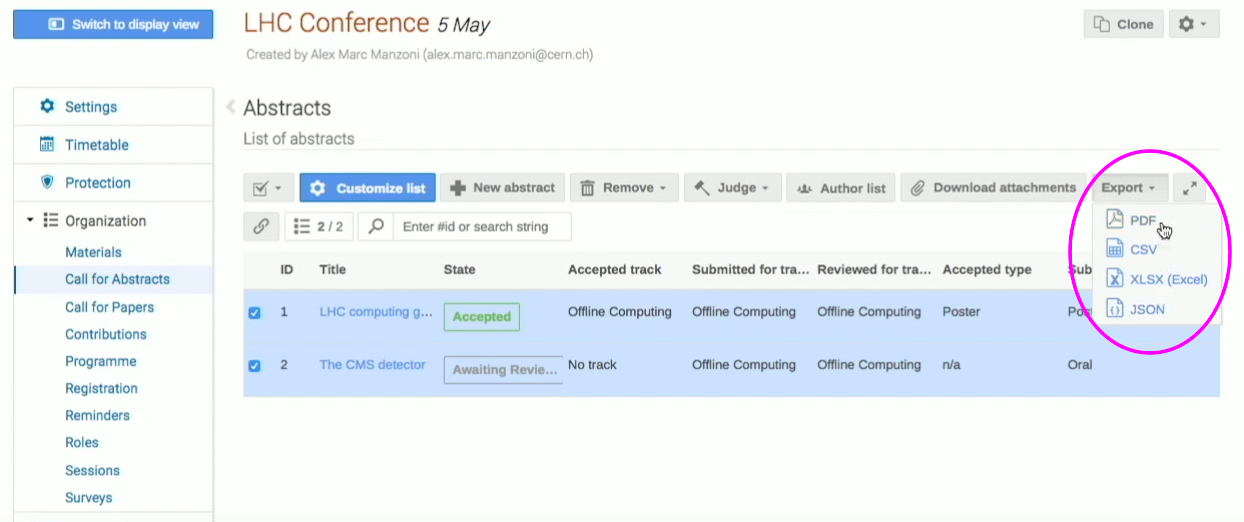 Switch to display view
LHC Conference 5 May
Clone
Created by Alex Marc Manzoni (alex.marc.manzoni@cern.ch)
Settings
Timetable
Protection
Organization
Materials
Call for Abstracts
Call for Papers
Contributions
Programme
Registration
Reminders
Roles
Sessions
Surveys
Abstracts
List of abstracts
Customize list New abstract Remove Judge Author list Download attachments Export
2 / 2 Enter #id or search string
PDF
CSV
XLSX (Excel)
JSON
ID Title State Accepted track Submitted for tra... Reviewed for tra... Accepted type Sub
1 LHC computing g... Accepted Offline Computing Offline Computing Offline Computing Poster Pos
2 The CMS detector Awaiting Revie... No track Offline Computing Offline Computing n/a Oral